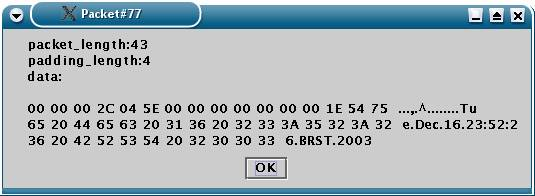 Packet#77
packet_length:43
padding_length:4
data:
00 00 00 2C 04 5E 00 00 00 00 00 00 00 1E 54 75 ...,.^........Tu
65 20 44 65 63 20 31 36 20 32 33 3A 35 32 3A 32 e.Dec.16.23:52:2
36 20 42 52 53 54 20 32 30 30 33 6.BRST.2003
OK